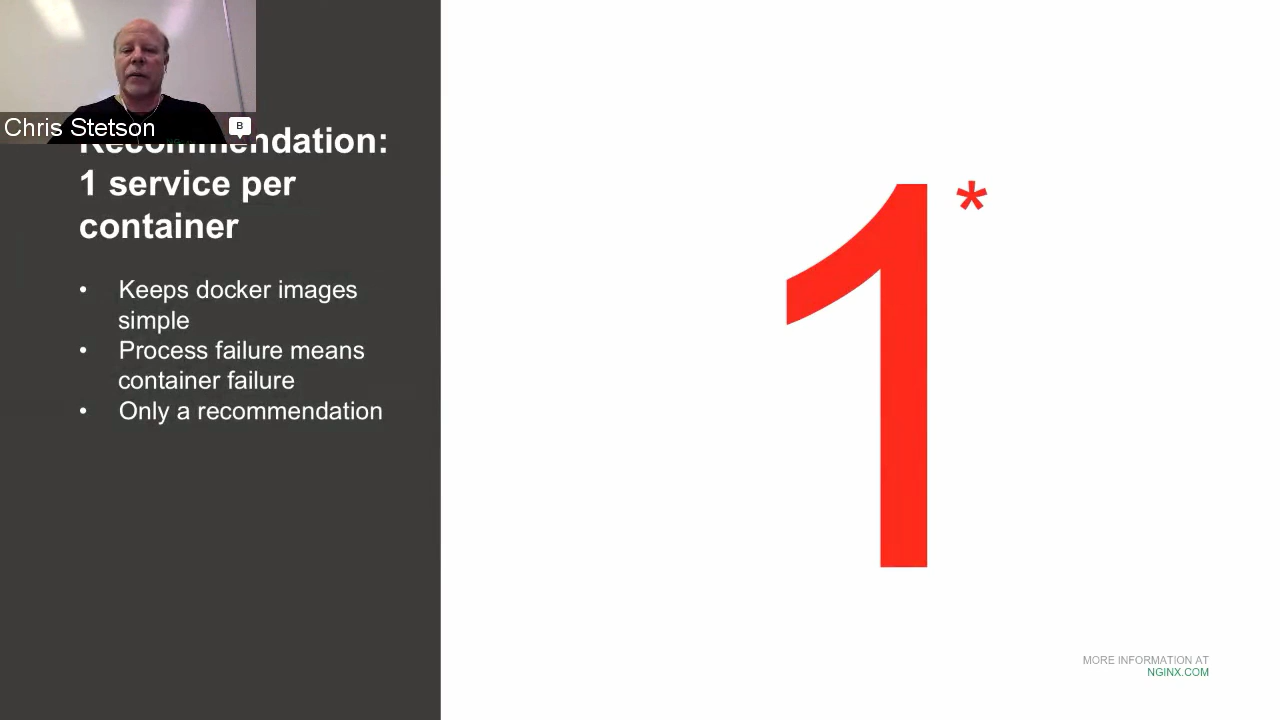 Chris Stetson
B
Recommendation:
1 service per
container
• Keeps docker images
simple
• Process failure means
container failure
• Only a recommendation
1*
MORE INFORMATION AT
NGINX.COM